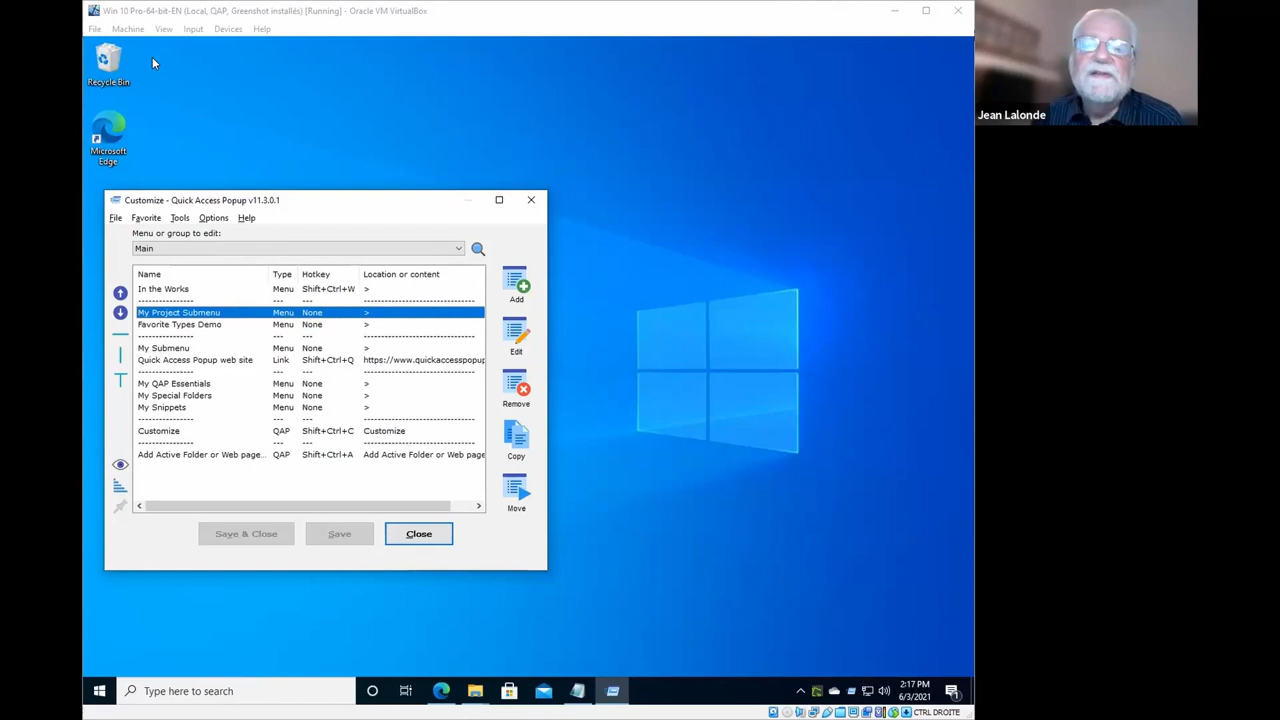 Win 10 Pro-64-bit-EN (Local, QAP, Greenshot installés) [Running] - Oracle VM VirtualBox
File Machine View Input Devices Help
Recycle Bin
Microsoft
Edge
Jean Lalonde
Customize - Quick Access Popup v11.3.0.1
File Favorite Tools Options Help
Menu or group to edit:
Main
Name Type Hotkey Location or content
In the Works Menu Shift+Ctrl+W >
---------------- --- --- --------------------------------
My Project Submenu Menu None >
Favorite Types Demo Menu None >
---------------- --- --- --------------------------------
My Submenu Menu None >
Quick Access Popup web site Link Shift+Ctrl+Q https://www.quickaccesspopup
---------------- --- --- --------------------------------
My QAP Essentials Menu None >
My Special Folders Menu None >
My Snippets Menu None >
---------------- --- --- --------------------------------
Customize QAP Shift+Ctrl+C Customize
---------------- --- --- --------------------------------
Add Active Folder or Web page... QAP Shift+Ctrl+A Add Active Folder or Web page
Add
Edit
Remove
Copy
Move
Save & Close Save Close
Type here to search
2:17 PM
6/3/2021
1
CTRL DROITE